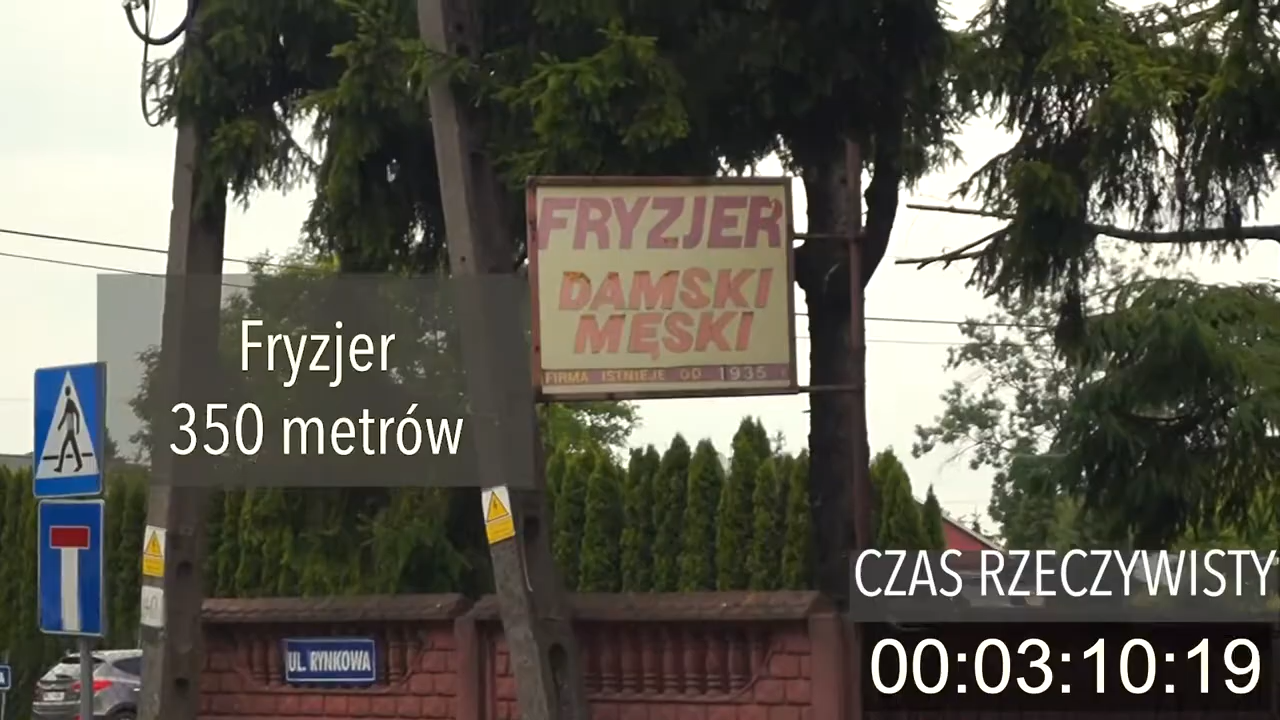 FRYZJER
DAMSKI
MĘSKI
FIRMA ISTNIEJE OD 1935
Fryzjer
350 metrów
UL. RYNKOWA
CZAS RZECZYWISTY
00:03:10:19